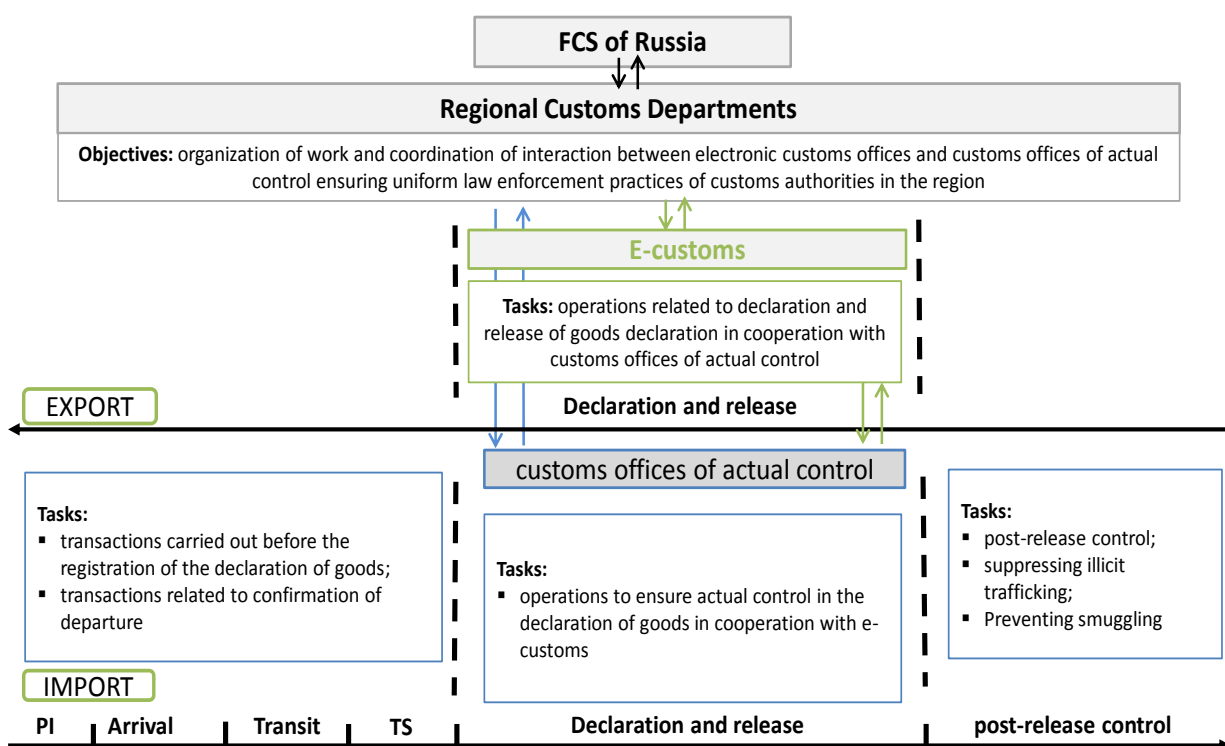 FCS of Russia
Regional Customs Departments
Objectives: organization of work and coordination of interaction between electronic customs offices and customs offices of actual
control ensuring uniform law enforcement practices of customs authorities in the region
E-customs
Tasks: operations related to declaration and
release of goods declaration in cooperation with
customs offices of actual control
EXPORT
Declaration and release
customs offices of actual control
Tasks:
▪ transactions carried out before the
registration of the declaration of goods;
▪ transactions related to confirmation of
departure
Tasks:
▪ operations to ensure actual control in the
declaration of goods in cooperation with e-
customs
Tasks:
▪ post-release control;
▪ suppressing illicit
trafficking;
▪ Preventing smuggling
IMPORT
PI Arrival Transit TS Declaration and release post-release control